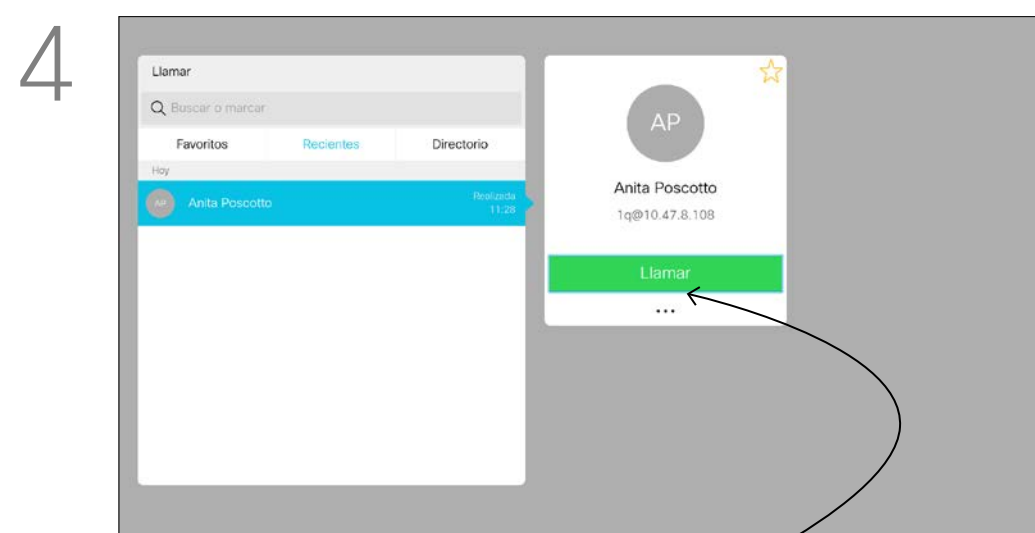 4
Llamar
Buscar o marcar
Favoritos Recientes Directorio
Hoy
AP Anita Poscotto Realizada
11:28
AP
Anita Poscotto
1q@10.47.8.108
Llamar
...